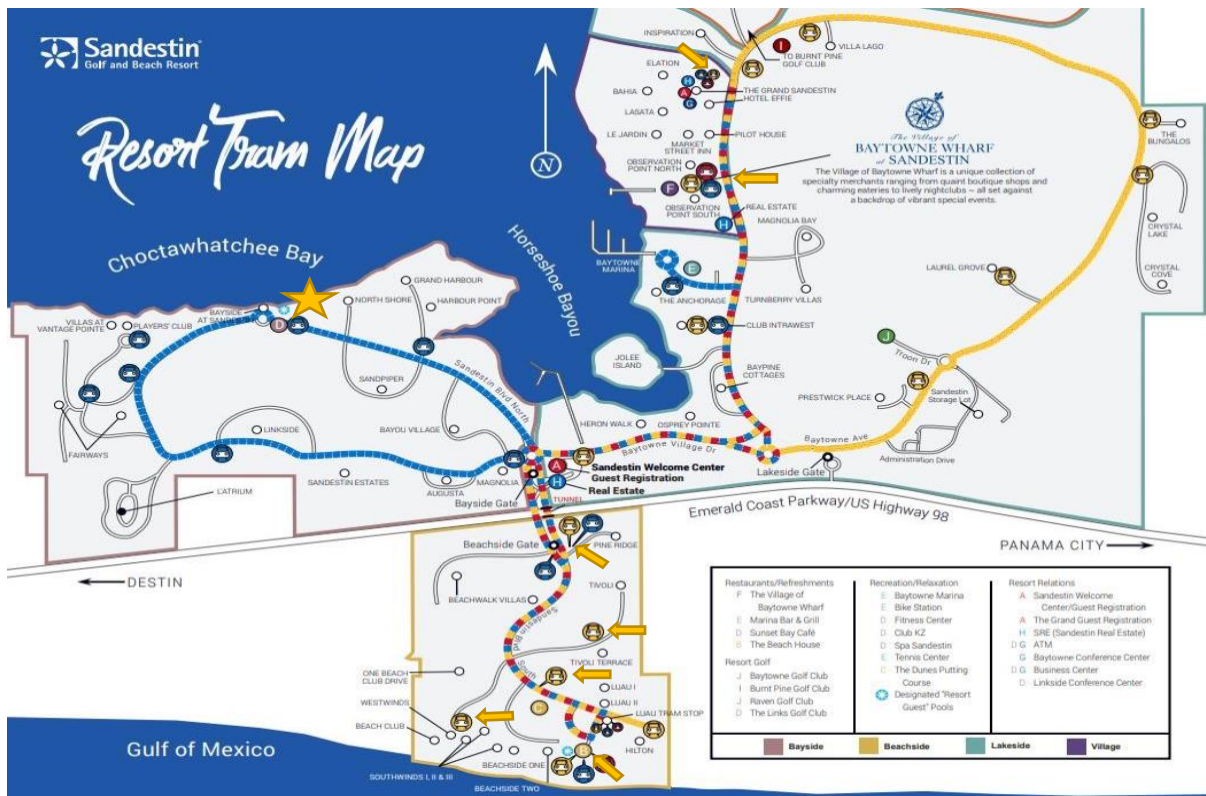 Sandestin
Golf and Beach Resort
Resort Tram Map
N
Choctawhatchee Bay
Horseshoe Bayou
INSPIRATION
I
VILLA LAGO
TO BURNT PINE
GOLF CLUB
ELATION
H
BAHIA
A
THE GRAND SANDESTIN
HOTEL EFFIE
G
LASATA
LE JARDIN
MARKET
STREET INN
PILOT HOUSE
OBSERVATION
POINT NORTH
F
OBSERVATION
POINT SOUTH
REAL ESTATE
H
The Village of
BAYTOWNE WHARF
at SANDESTIN
The Village of Baytowne Wharf is a unique collection of
specialty merchants ranging from quaint boutique shops and
charming eateries to lively nightclubs ~ all set against
a backdrop of vibrant special events.
THE
BUNGALOS
CRYSTAL
LAKE
CRYSTAL
COVE
MAGNOLIA BAY
BAYTOWNE
MARINA
E
THE ANCHORAGE
TURNBERRY VILLAS
LAUREL GROVE
CLUB INTRAWEST
J
Troon Dr
JOLEE
ISLAND
BAYPINE
COTTAGES
PRESTWICK PLACE
Sandestin
Storage Lot
HERON WALK
OSPREY POINTE
Baytowne Village Dr
Baytowne Ave
Administration Drive
Lakeside Gate
GRAND HARBOUR
NORTH SHORE
HARBOUR POINT
BAYSIDE
AT SANDESTIN
D
VILLAS AT
VANTAGE POINTE
PLAYERS' CLUB
Sandestin Blvd North
SANDPIPER
LINKSIDE
BAYOU VILLAGE
FAIRWAYS
SANDESTIN ESTATES
AUGUSTA
MAGNOLIA
L'ATRIUM
A
Sandestin Welcome Center
Guest Registration
H
Real Estate
Bayside Gate
TUNNEL
Emerald Coast Parkway/US Highway 98
Beachside Gate
PINE RIDGE
PANAMA CITY
DESTIN
BEACHWALK VILLAS
TIVOLI
Sandestin Blvd South
TIVOLI TERRACE
ONE BEACH
CLUB DRIVE
LUAU I
WESTWINDS
C
LUAU II
LUAU TRAM STOP
BEACH CLUB
B
HILTON
BEACHSIDE ONE
SOUTHWINDS I, II & III
BEACHSIDE TWO
Gulf of Mexico
Restaurants/Refreshments
F The Village of
Baytowne Wharf
E Marina Bar & Grill
D Sunset Bay Café
B The Beach House
Resort Golf
J Baytowne Golf Club
I Burnt Pine Golf Club
J Raven Golf Club
D The Links Golf Club
Recreation/Relaxation
E Baytowne Marina
E Bike Station
D Fitness Center
D Club KZ
D Spa Sandestin
E Tennis Center
C The Dunes Putting
Course
Designated "Resort
Guest" Pools
Resort Relations
A Sandestin Welcome
Center/Guest Registration
A The Grand Guest Registration
H SRE (Sandestin Real Estate)
D G ATM
G Baytowne Conference Center
D G Business Center
D Linkside Conference Center
Bayside
Beachside
Lakeside
Village